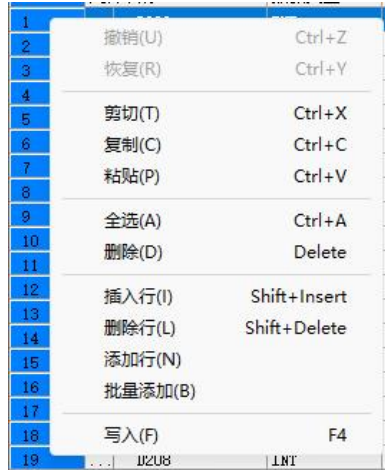 1
撤销(U) Ctrl+Z
2
恢复(R) Ctrl+Y
3
4
剪切(T) Ctrl+X
5
复制(C) Ctrl+C
6
粘贴(P) Ctrl+V
7
8
全选(A) Ctrl+A
9
删除(D) Delete
10
11
插入行(I) Shift+Insert
12
13
删除行(L) Shift+Delete
14
添加行(N)
15
批量添加(B)
16
17
写入(F) F4
18
19 ... D208 INT